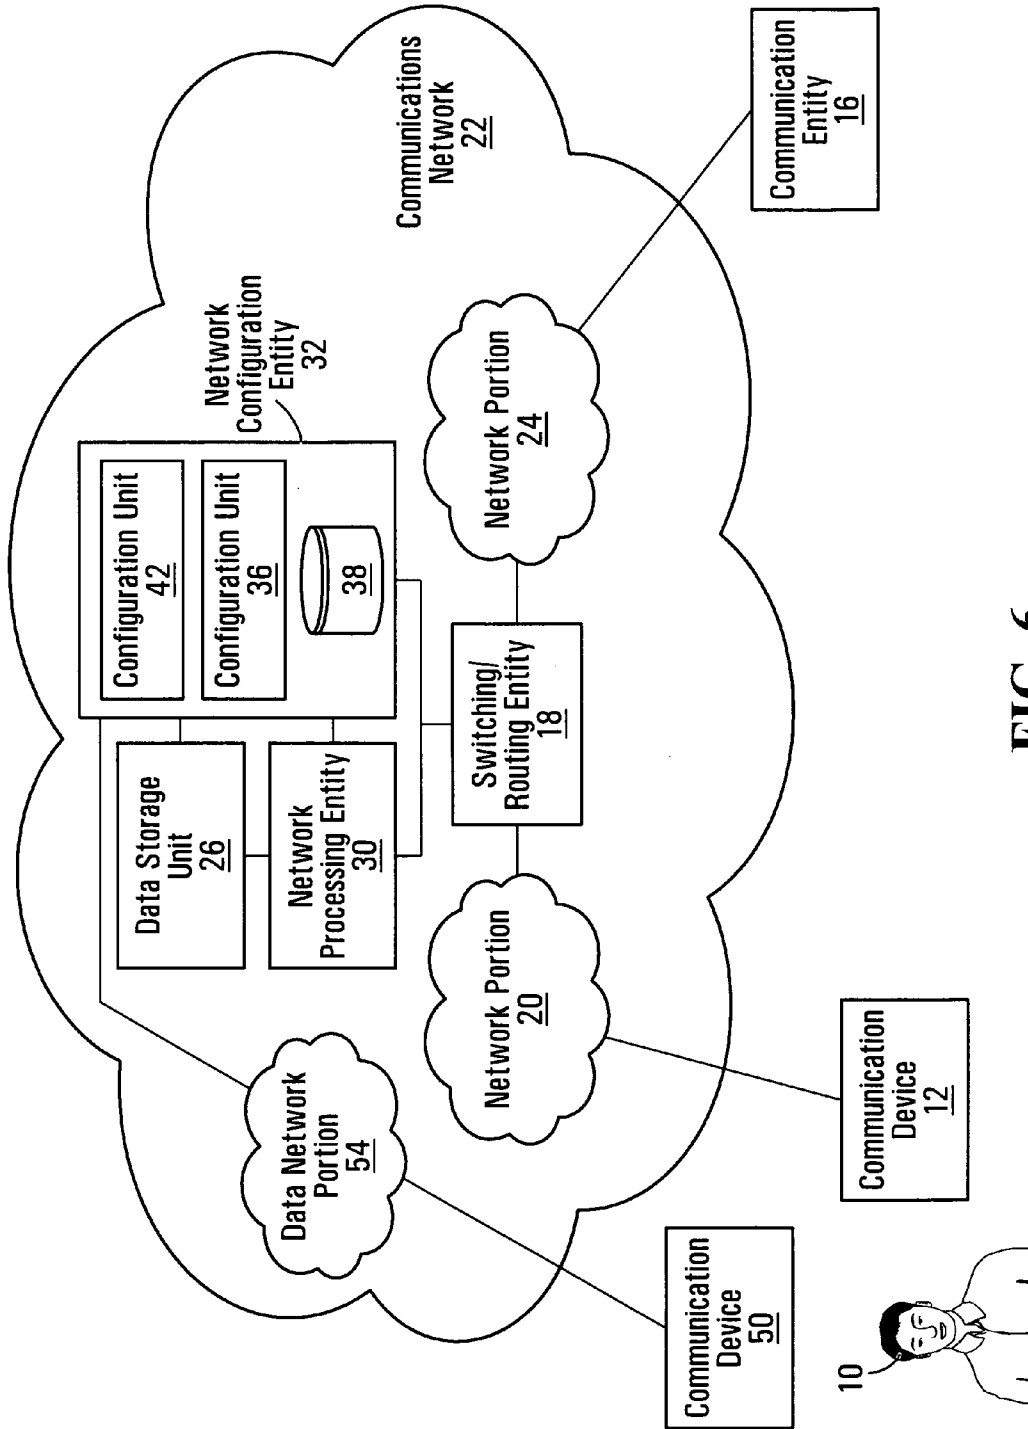 Communications
Network
22
Network
Configuration
Entity
32
Configuration Unit
42
Configuration Unit
36
38
Data Storage
Unit
26
Network
Processing Entity
30
Data Network
Portion
54
Network Portion
20
Switching/
Routing Entity
18
Network Portion
24
Communication
Device
50
10
Communication
Device
12
Communication
Entity
16
FIG. 6